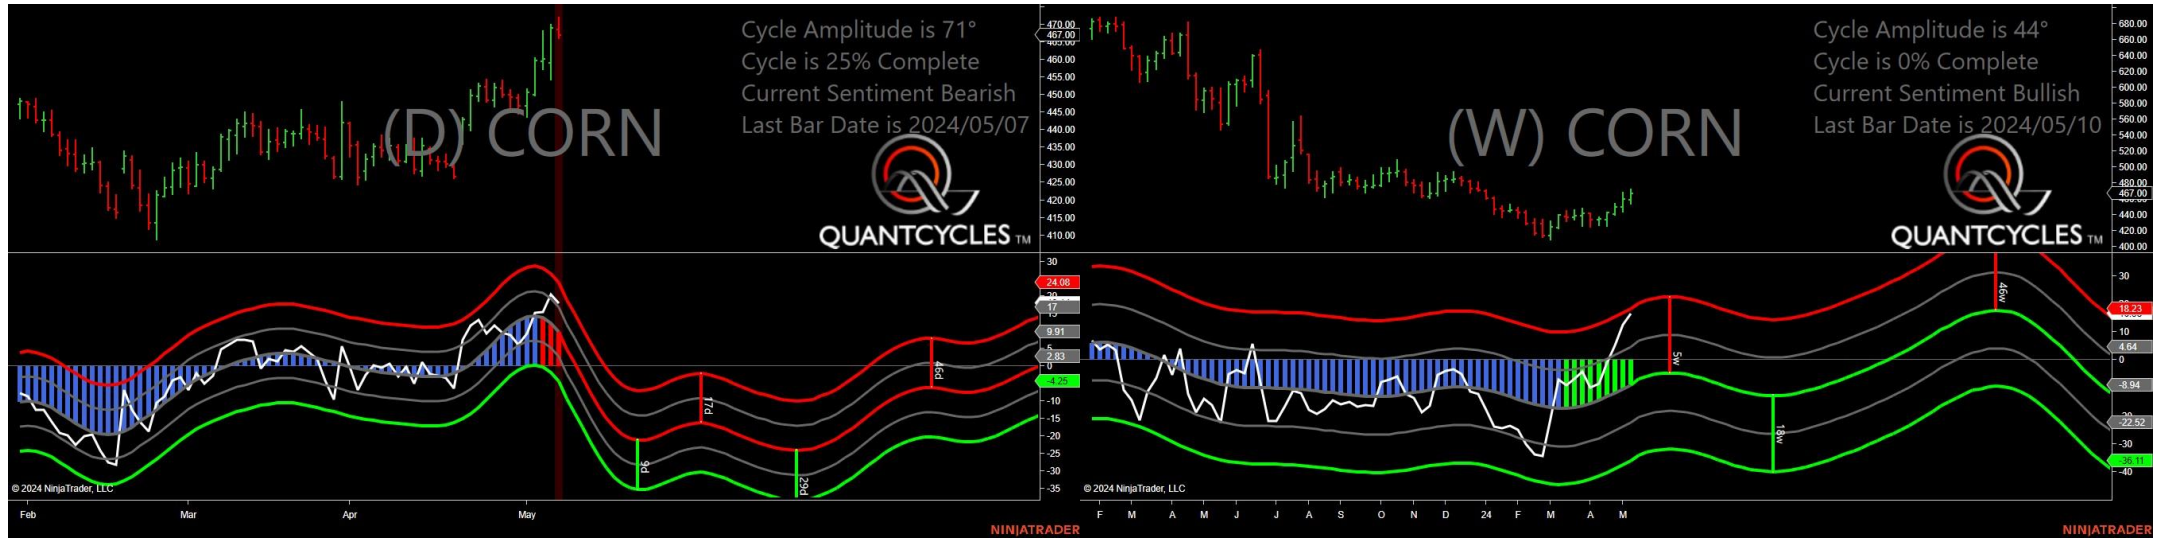 Cycle Amplitude is 71°
Cycle is 25% Complete
Current Sentiment Bearish
Last Bar Date is 2024/05/07
(D) CORN
QUANTCYCLES TM
470.00
467.00
460.00
455.00
450.00
445.00
440.00
435.00
430.00
425.00
420.00
415.00
410.00
30
24.08
17
9.91
5
2.83
0
-4.25
-10
-15
-20
-25
-30
-35
9d
17d
29d
46d
© 2024 NinjaTrader, LLC
Feb Mar Apr May
NINJATRADER
Cycle Amplitude is 44°
Cycle is 0% Complete
Current Sentiment Bullish
Last Bar Date is 2024/05/10
(W) CORN
QUANTCYCLES TM
680.00
660.00
640.00
620.00
600.00
580.00
560.00
540.00
520.00
500.00
480.00
467.00
440.00
420.00
400.00
30
18.23
10
4.64
0
-8.94
-22.52
-30
-36.11
-40
5w
18w
46w
© 2024 NinjaTrader, LLC
F M A M J J A S O N D 24 F M A M
NINJATRADER